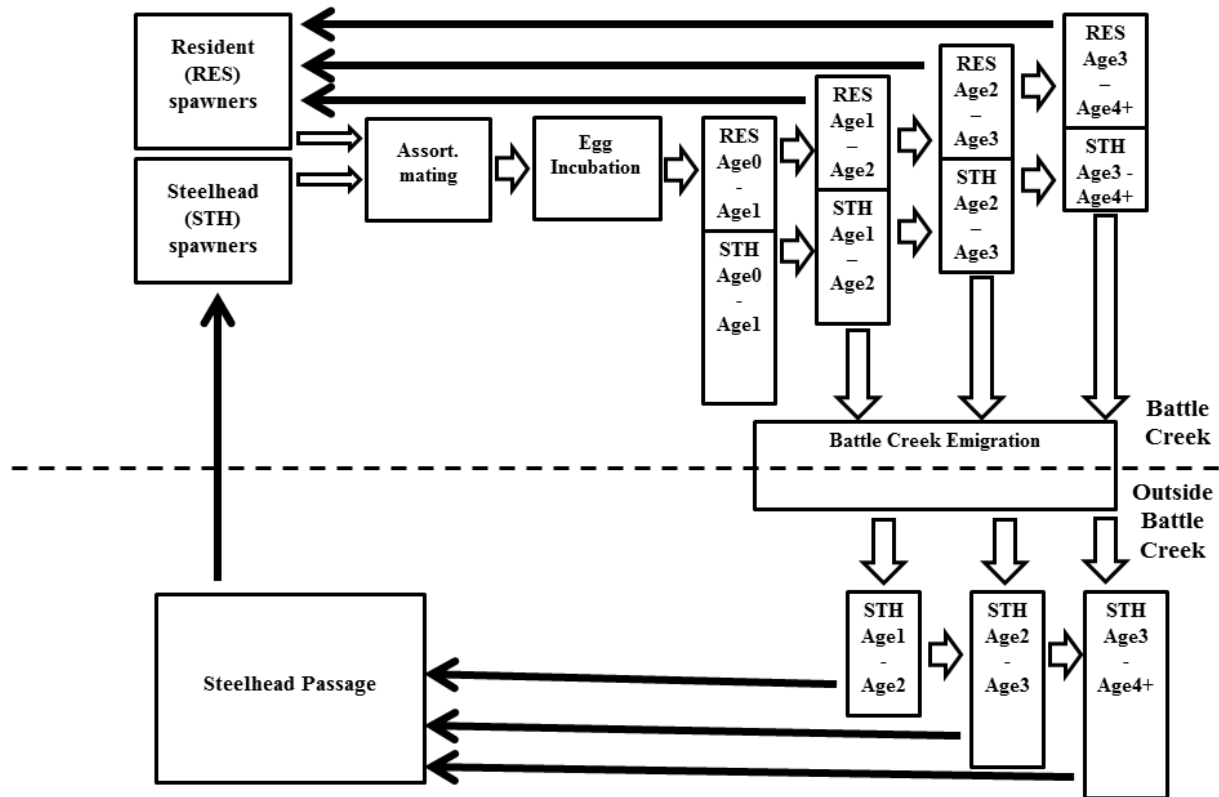 Resident
(RES)
spawners
Steelhead
(STH)
spawners
Assort.
mating
Egg
Incubation
RES
Age0
-
Age1
STH
Age0
-
Age1
RES
Age1
–
Age2
STH
Age1
–
Age2
RES
Age2
–
Age3
STH
Age2
–
Age3
RES
Age3
–
Age4+
STH
Age3 -
Age4+
Battle Creek Emigration
Battle
Creek
Outside
Battle
Creek
Steelhead Passage
STH
Age1
-
Age2
STH
Age2
-
Age3
STH
Age3
-
Age4+